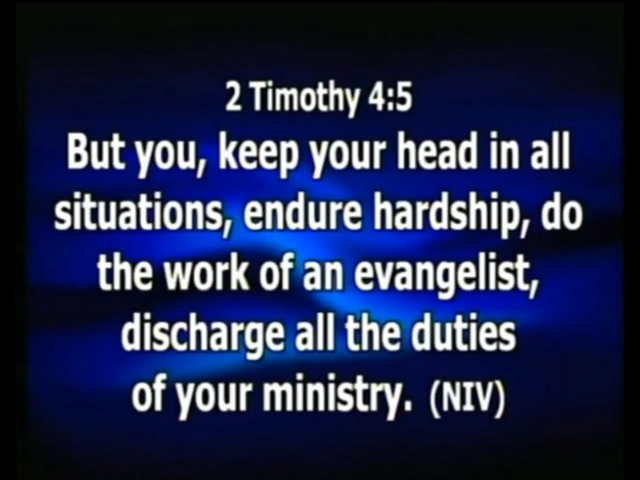 2 Timothy 4:5
But you, keep your head in all
situations, endure hardship, do
the work of an evangelist,
discharge all the duties
of your ministry. (NIV)